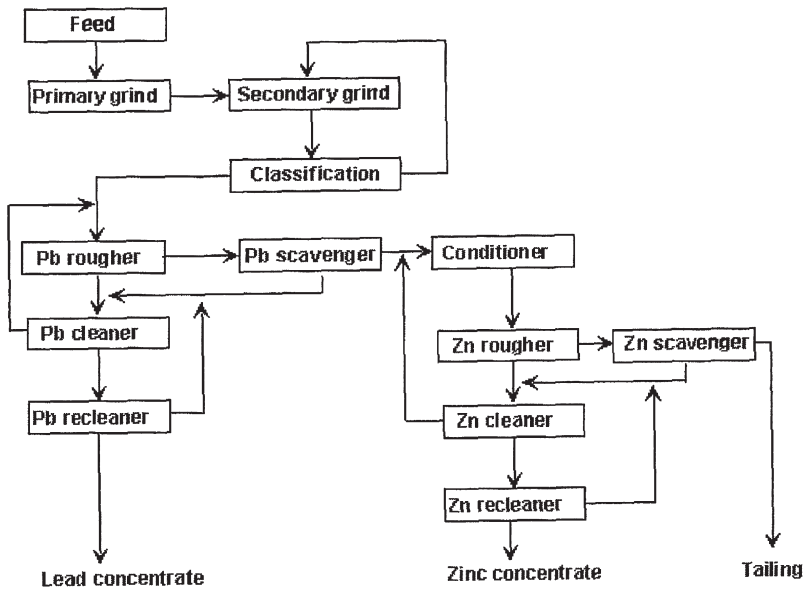 Feed
Primary grind
Secondary grind
Classification
Pb rougher
Pb scavenger
Conditioner
Pb cleaner
Zn rougher
Zn scavenger
Pb recleaner
Zn cleaner
Zn recleaner
Lead concentrate
Zinc concentrate
Tailing